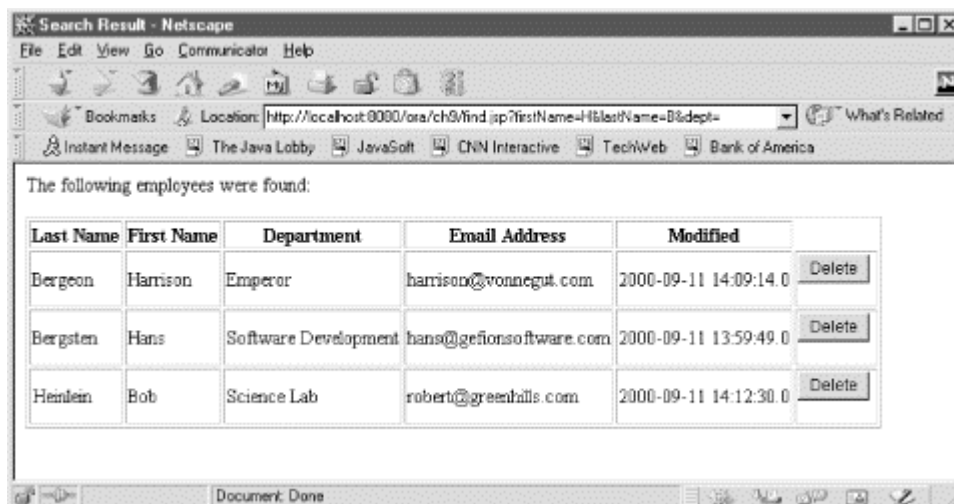 Search Result - Netscape
File Edit View Go Communicator Help
Bookmarks Location: http://localhost:8080/ora/ch9/find.jsp?firstName=H&lastName=B&dept= What's Related
Instant Message The Java Lobby JavaSoft CNN Interactive TechWeb Bank of America
The following employees were found:
Last Name First Name Department Email Address Modified
Bergeon Harrison Emperor harrison@vonnegut.com 2000-09-11 14:09:14.0 Delete
Bergsten Hans Software Development hans@gefionsoftware.com 2000-09-11 13:59:49.0 Delete
Heinlein Bob Science Lab robert@greenhills.com 2000-09-11 14:12:30.0 Delete
Document: Done